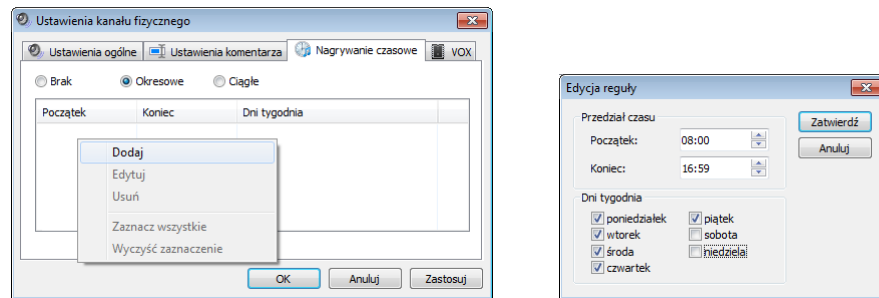 Ustawienia kanału fizycznego
Ustawienia ogólne Ustawienia komentarza Nagrywanie czasowe VOX
Brak Okresowe Ciągłe
Początek Koniec Dni tygodnia
Dodaj
Edytuj
Usuń
Zaznacz wszystkie
Wyczyść zaznaczenie
OK Anuluj Zastosuj
Edycja reguły
Przedział czasu
Zatwierdź
Początek: 08:00
Anuluj
Koniec: 16:59
Dni tygodnia
poniedziałek piątek
wtorek sobota
środa niedziela
czwartek